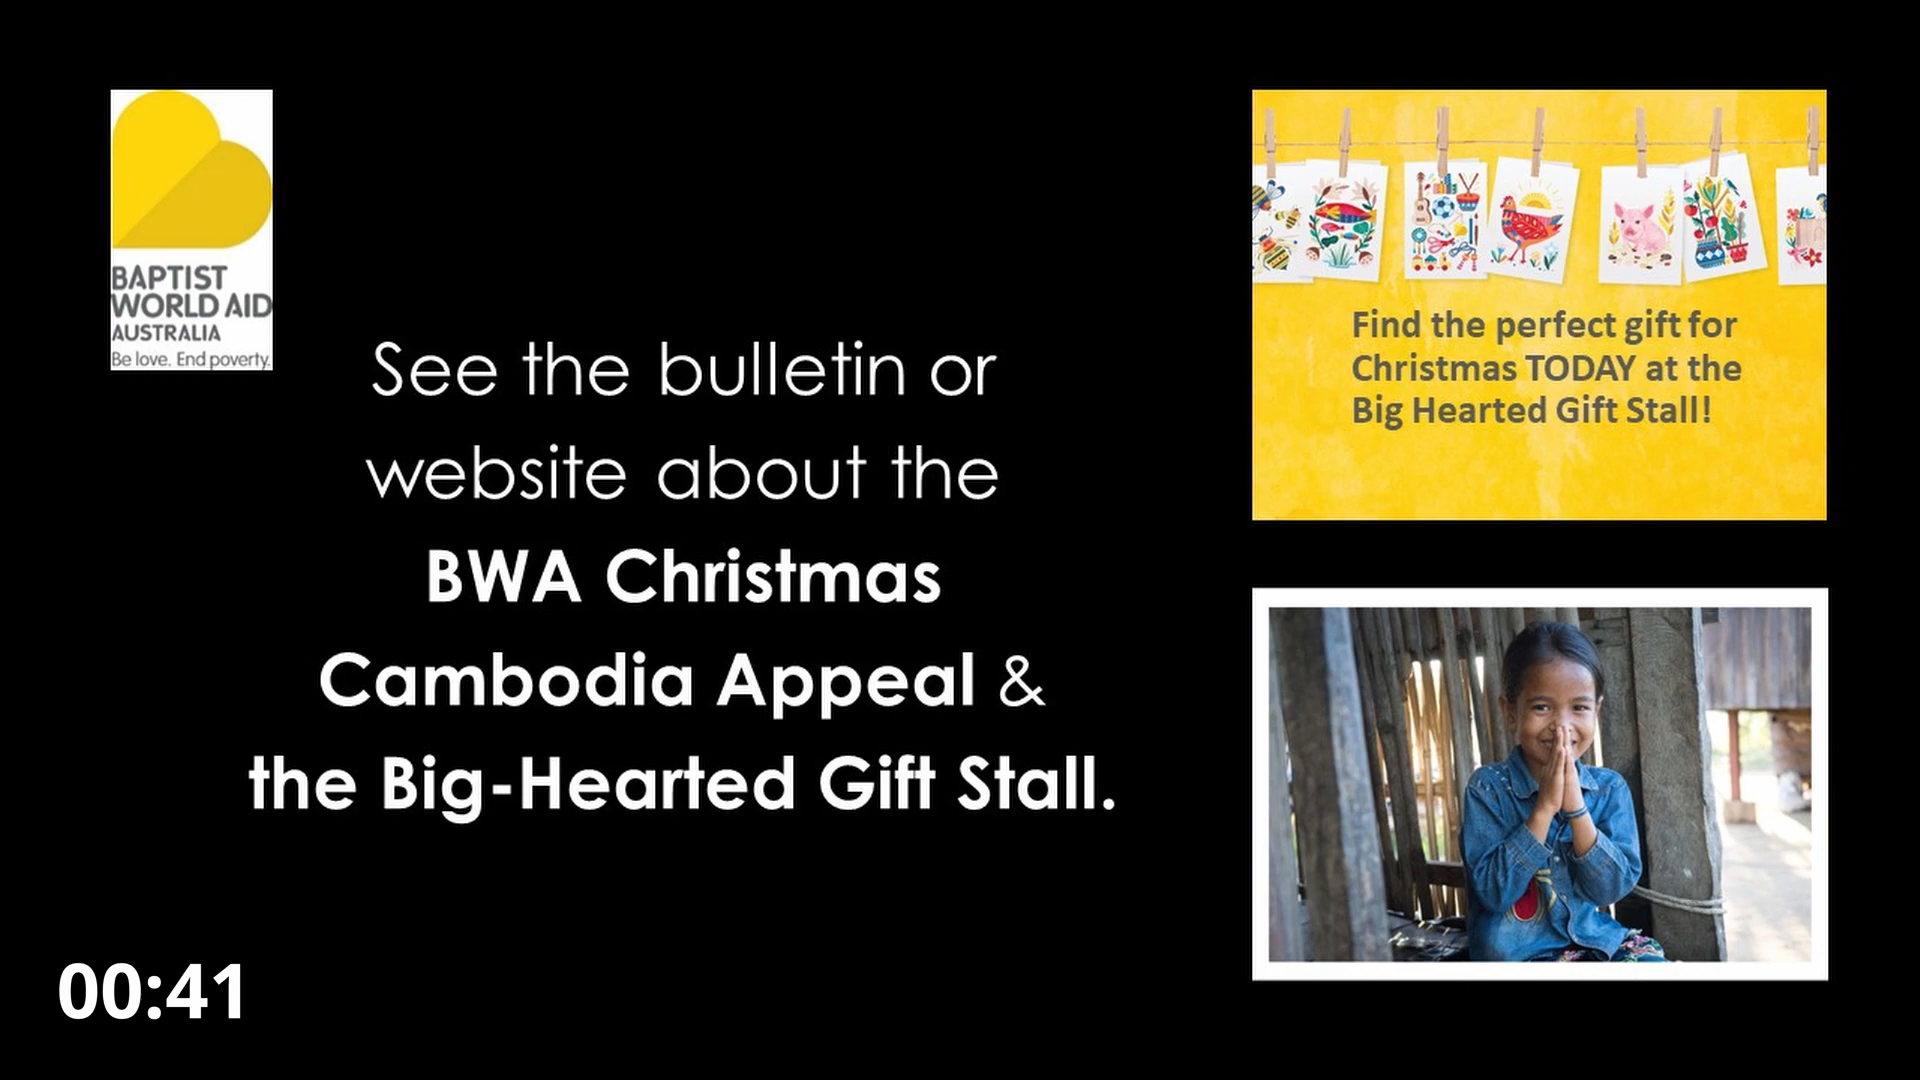 BAPTIST
WORLD AID
AUSTRALIA
Be love. End poverty.
See the bulletin or
website about the
BWA Christmas
Cambodia Appeal &
the Big-Hearted Gift Stall.
Find the perfect gift for
Christmas TODAY at the
Big Hearted Gift Stall!
00:41